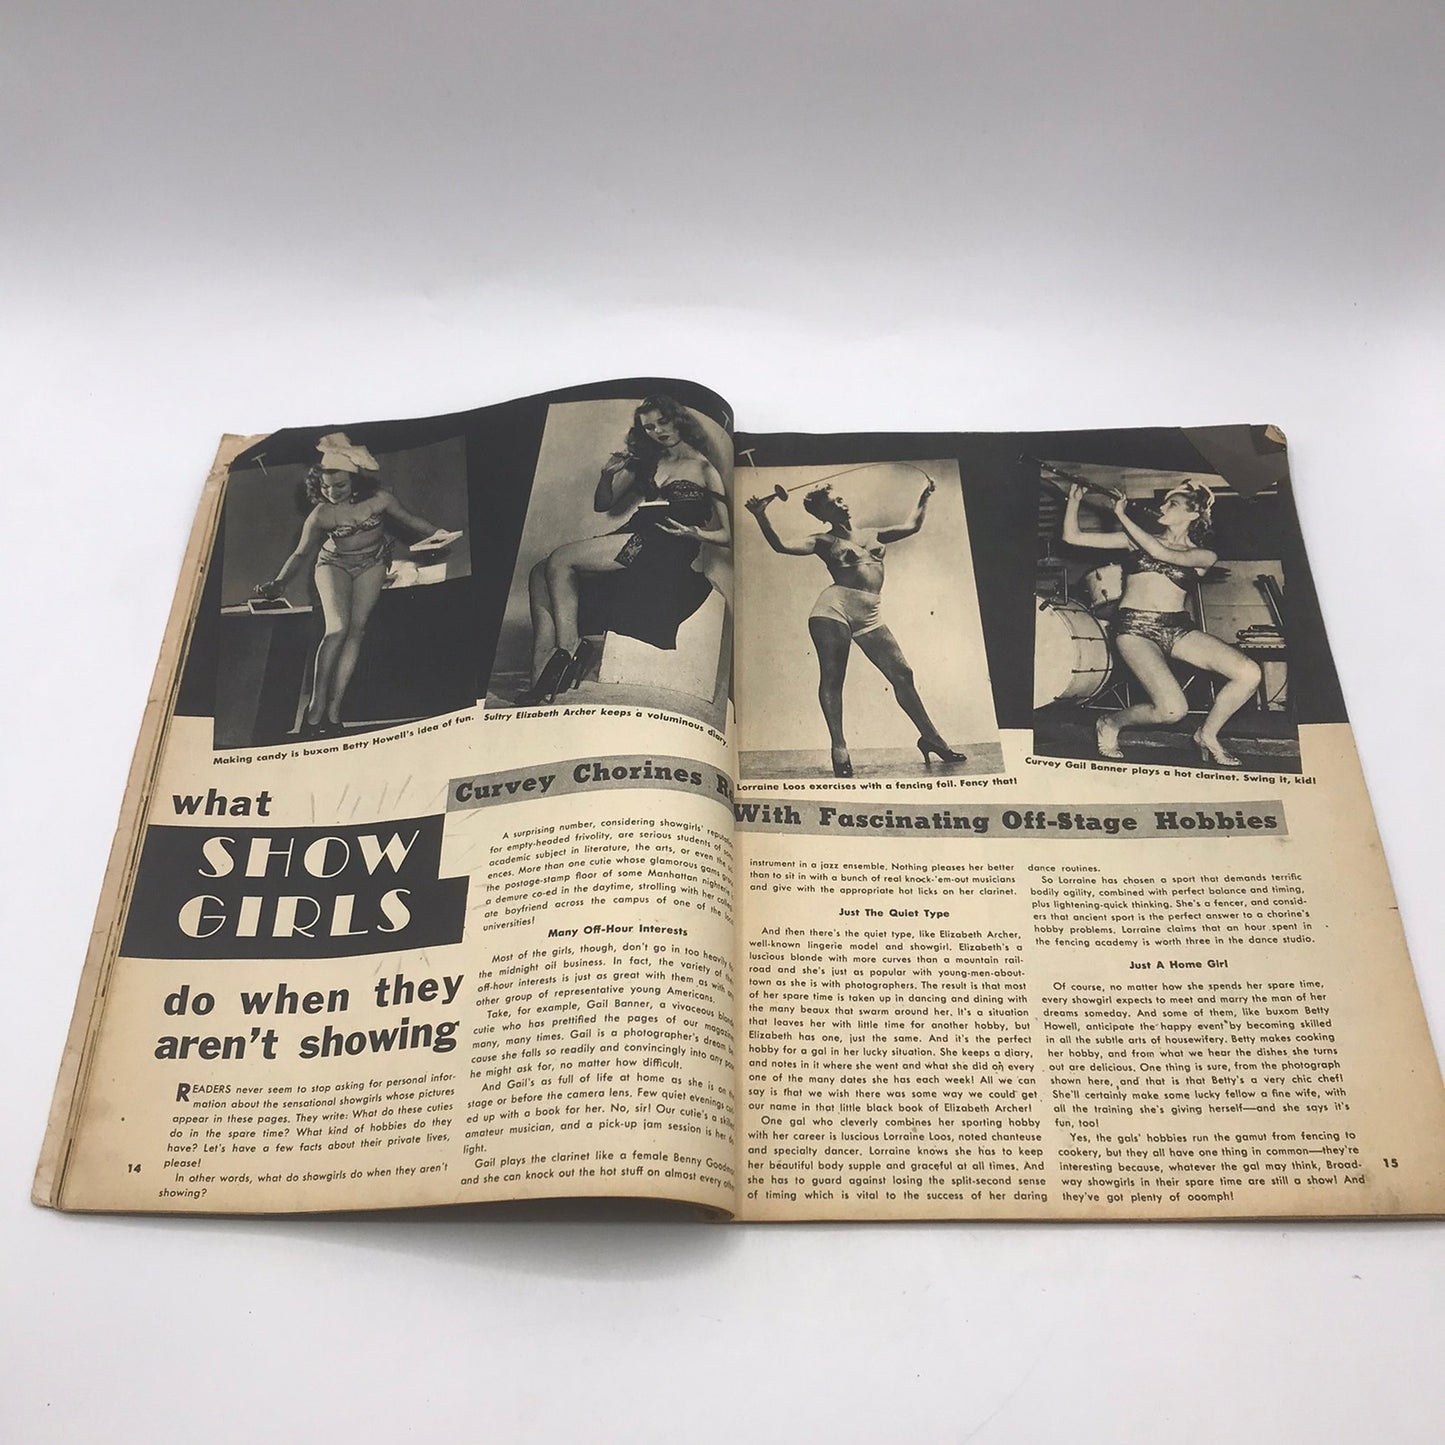 Making candy is buxom Betty Howell's idea of fun.
Sultry Elizabeth Archer keeps a voluminous diary.
Lorraine Loos exercises with a fencing foil. Fency that!
Curvey Gail Banner plays a hot clarinet. Swing it, kid!
what
SHOW
GIRLS
do when they
aren't showing
READERS never seem to stop asking for personal infor-
mation about the sensational showgirls whose pictures
appear in these pages. They write: What do these cuties
do in the spare time? What kind of hobbies do they
have? Let's have a few facts about their private lives,
please!
In other words, what do showgirls do when they aren't
showing?
14
Curvey Chorines
With Fascinating Off-Stage Hobbies
A surprising number, considering showgirls'
for empty-headed frivolity, are serious students of
academic subject in literature, the arts, or even the
ences. More than one cutie whose glamorous gams
the postage-stamp floor of some Manhattan
a demure co-ed in the daytime, strolling with her
ate boyfriend across the campus of one of the
universities!
Many Off-Hour Interests
Most of the girls, though, don't go in too heavily
the midnight oil business. In fact, the variety of
off-hour interests is just as great with them as with
other group of representative young Americans.
Take, for example, Gail Banner, a vivacious
cutie who has prettified the pages of our magazine
many, many times. Gail is a photographer's dream
cause she falls so readily and convincingly into any
he might ask for, no matter how difficult.
And Gail's as full of life at home as she is on
stage or before the camera lens. Few quiet evenings
ed up with a book for her. No, sir! Our cutie's a
amateur musician, and a pick-up jam session is her
light.
Gail plays the clarinet like a female Benny
and she can knock out the hot stuff on almost every
instrument in a jazz ensemble. Nothing pleases her better
than to sit in with a bunch of real knock-'em-out musicians
and give with the appropriate hot licks on her clarinet.
Just The Quiet Type
And then there's the quiet type, like Elizabeth Archer,
well-known lingerie model and showgirl. Elizabeth's a
luscious blonde with more curves than a mountain rail-
road and she's just as popular with young-men-about-
town as she is with photographers. The result is that most
of her spare time is taken up in dancing and dining with
the many beaux that swarm around her. It's a situation
that leaves her with little time for another hobby, but
Elizabeth has one, just the same. And it's the perfect
hobby for a gal in her lucky situation. She keeps a diary,
and notes in it where she went and what she did on every
one of the many dates she has each week! All we can
say is that we wish there was some way we could get
our name in that little black book of Elizabeth Archer!
One gal who cleverly combines her sporting hobby
with her career is luscious Lorraine Loos, noted chanteuse
and specialty dancer. Lorraine knows she has to keep
her beautiful body supple and graceful at all times. And
she has to guard against losing the split-second sense
of timing which is vital to the success of her daring
dance routines.
So Lorraine has chosen a sport that demands terrific
bodily agility, combined with perfect balance and timing,
plus lightening-quick thinking. She's a fencer, and consid-
ers that ancient sport is the perfect answer to a chorine's
hobby problems. Lorraine claims that an hour spent in
the fencing academy is worth three in the dance studio.
Just A Home Girl
Of course, no matter how she spends her spare time,
every showgirl expects to meet and marry the man of her
dreams someday. And some of them, like buxom Betty
Howell, anticipate the happy event by becoming skilled
in all the subtle arts of housewifery. Betty makes cooking
her hobby, and from what we hear the dishes she turns
out are delicious. One thing is sure, from the photograph
shown here, and that is that Betty's a very chic chef!
She'll certainly make some lucky fellow a fine wife, with
all the training she's giving herself—and she says it's
fun, too!
Yes, the gals' hobbies run the gamut from fencing to
cookery, but they all have one thing in common—they're
interesting because, whatever the gal may think, Broad-
way showgirls in their spare time are still a show! And
they've got plenty of ooomph!
15